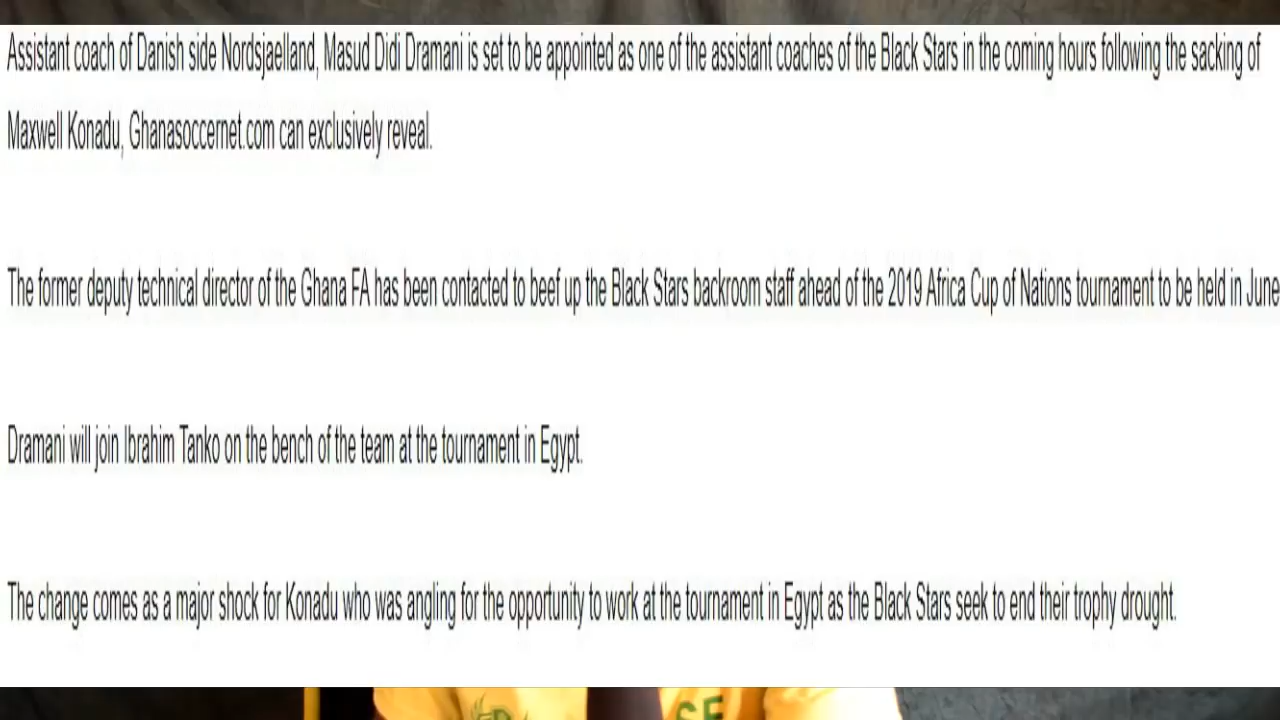 Assistant coach of Danish side Nordsjaelland, Masud Didi Dramani is set to be appointed as one of the assistant coaches of the Black Stars in the coming hours following the sacking of
Maxwell Konadu, Ghanasoccernet.com can exclusively reveal.
The former deputy technical director of the Ghana FA has been contacted to beef up the Black Stars backroom staff ahead of the 2019 Africa Cup of Nations tournament to be held in June
Dramani will join Ibrahim Tanko on the bench of the team at the tournament in Egypt.
The change comes as a major shock for Konadu who was angling for the opportunity to work at the tournament in Egypt as the Black Stars seek to end their trophy drought.